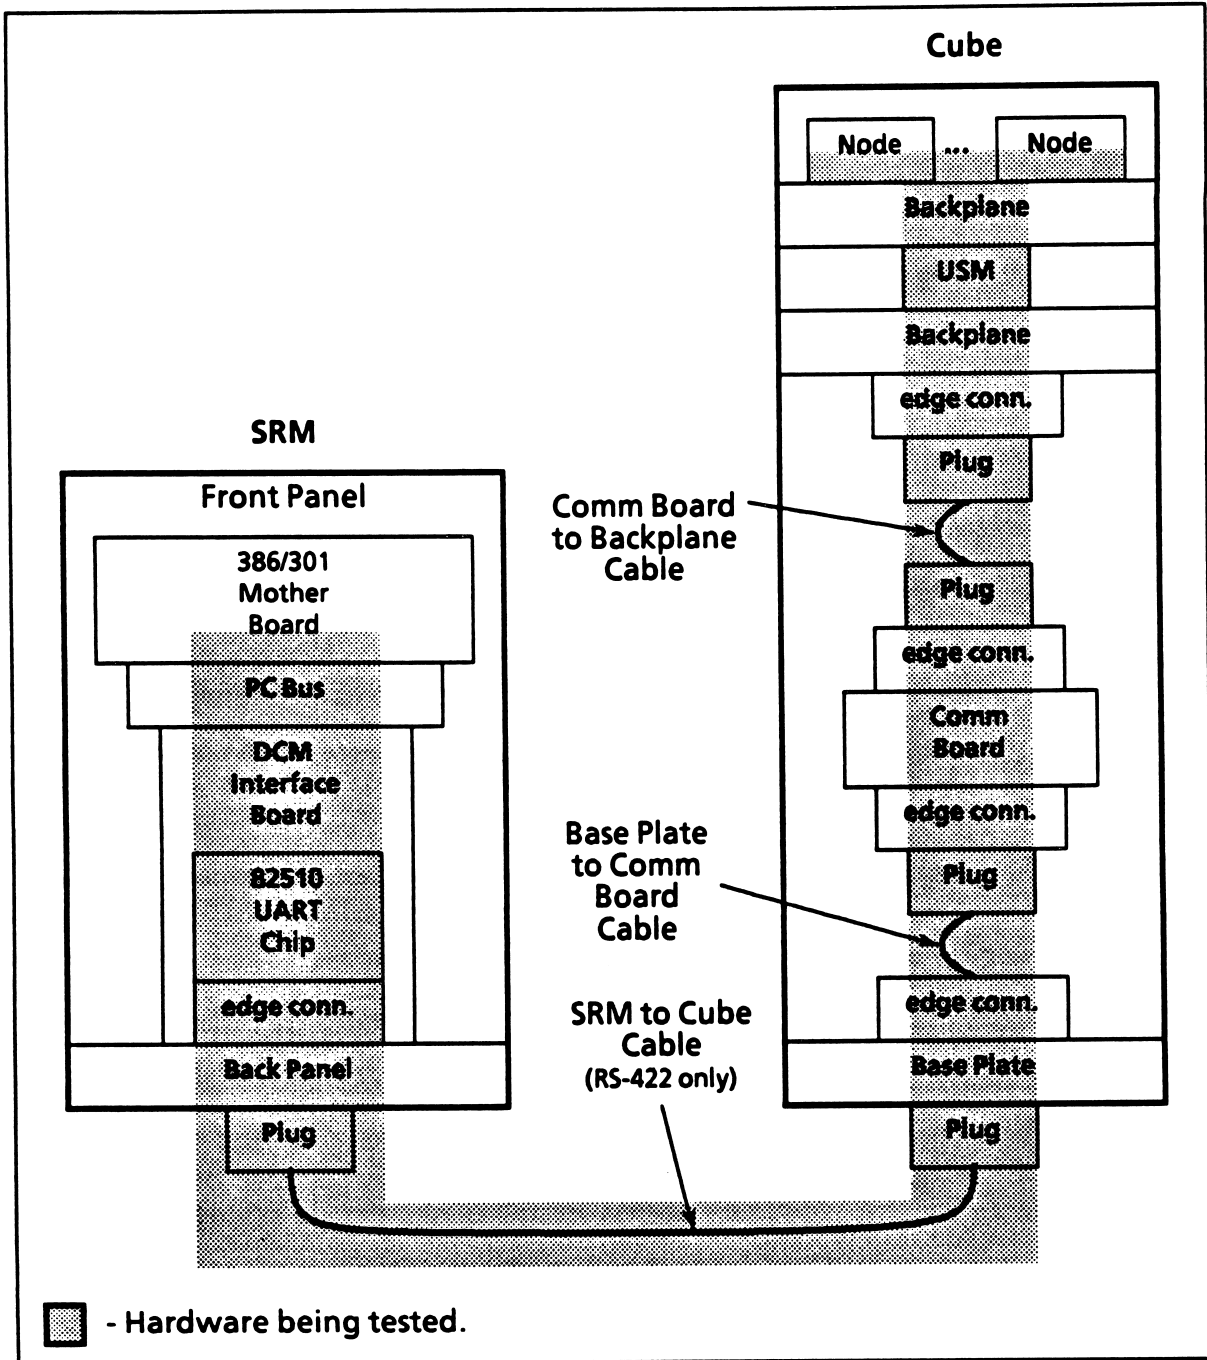 Cube
Node ... Node
Backplane
USM
Backplane
edge conn.
Plug
Comm Board
to Backplane
Cable
Plug
edge conn.
Comm
Board
edge conn.
Base Plate
to Comm
Board
Cable
Plug
edge conn.
SRM to Cube
Cable
(RS-422 only)
Base Plate
Plug
SRM
Front Panel
386/301
Mother
Board
PC Bus
DCM
Interface
Board
82510
UART
Chip
edge conn.
Back Panel
Plug
- Hardware being tested.